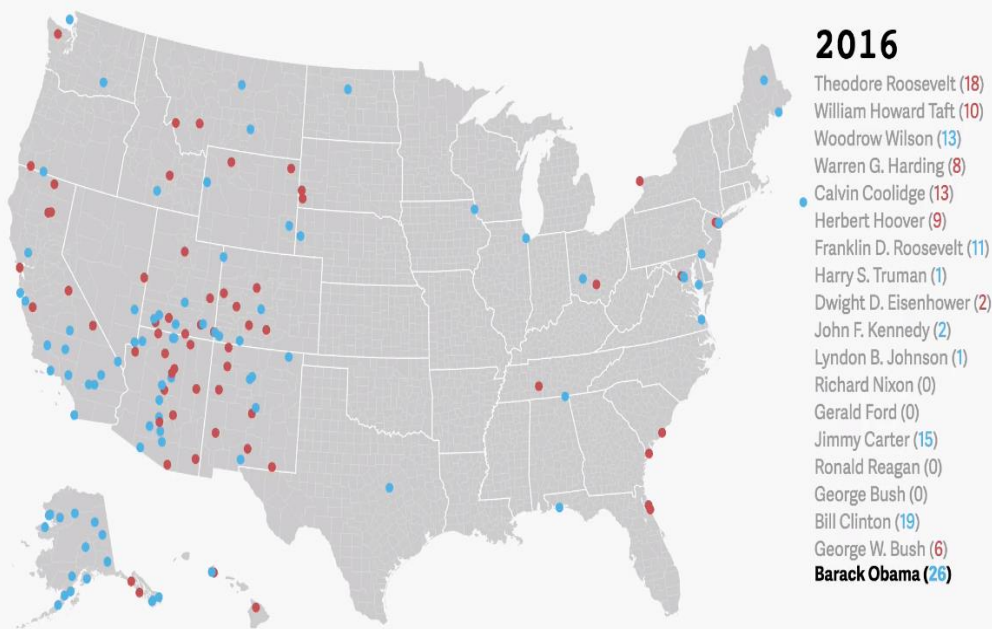 2016
Theodore Roosevelt (18)
William Howard Taft (10)
Woodrow Wilson (13)
Warren G. Harding (8)
Calvin Coolidge (13)
Herbert Hoover (9)
Franklin D. Roosevelt (11)
Harry S. Truman (1)
Dwight D. Eisenhower (2)
John F. Kennedy (2)
Lyndon B. Johnson (1)
Richard Nixon (0)
Gerald Ford (0)
Jimmy Carter (15)
Ronald Reagan (0)
George Bush (0)
Bill Clinton (19)
George W. Bush (6)
Barack Obama (26)